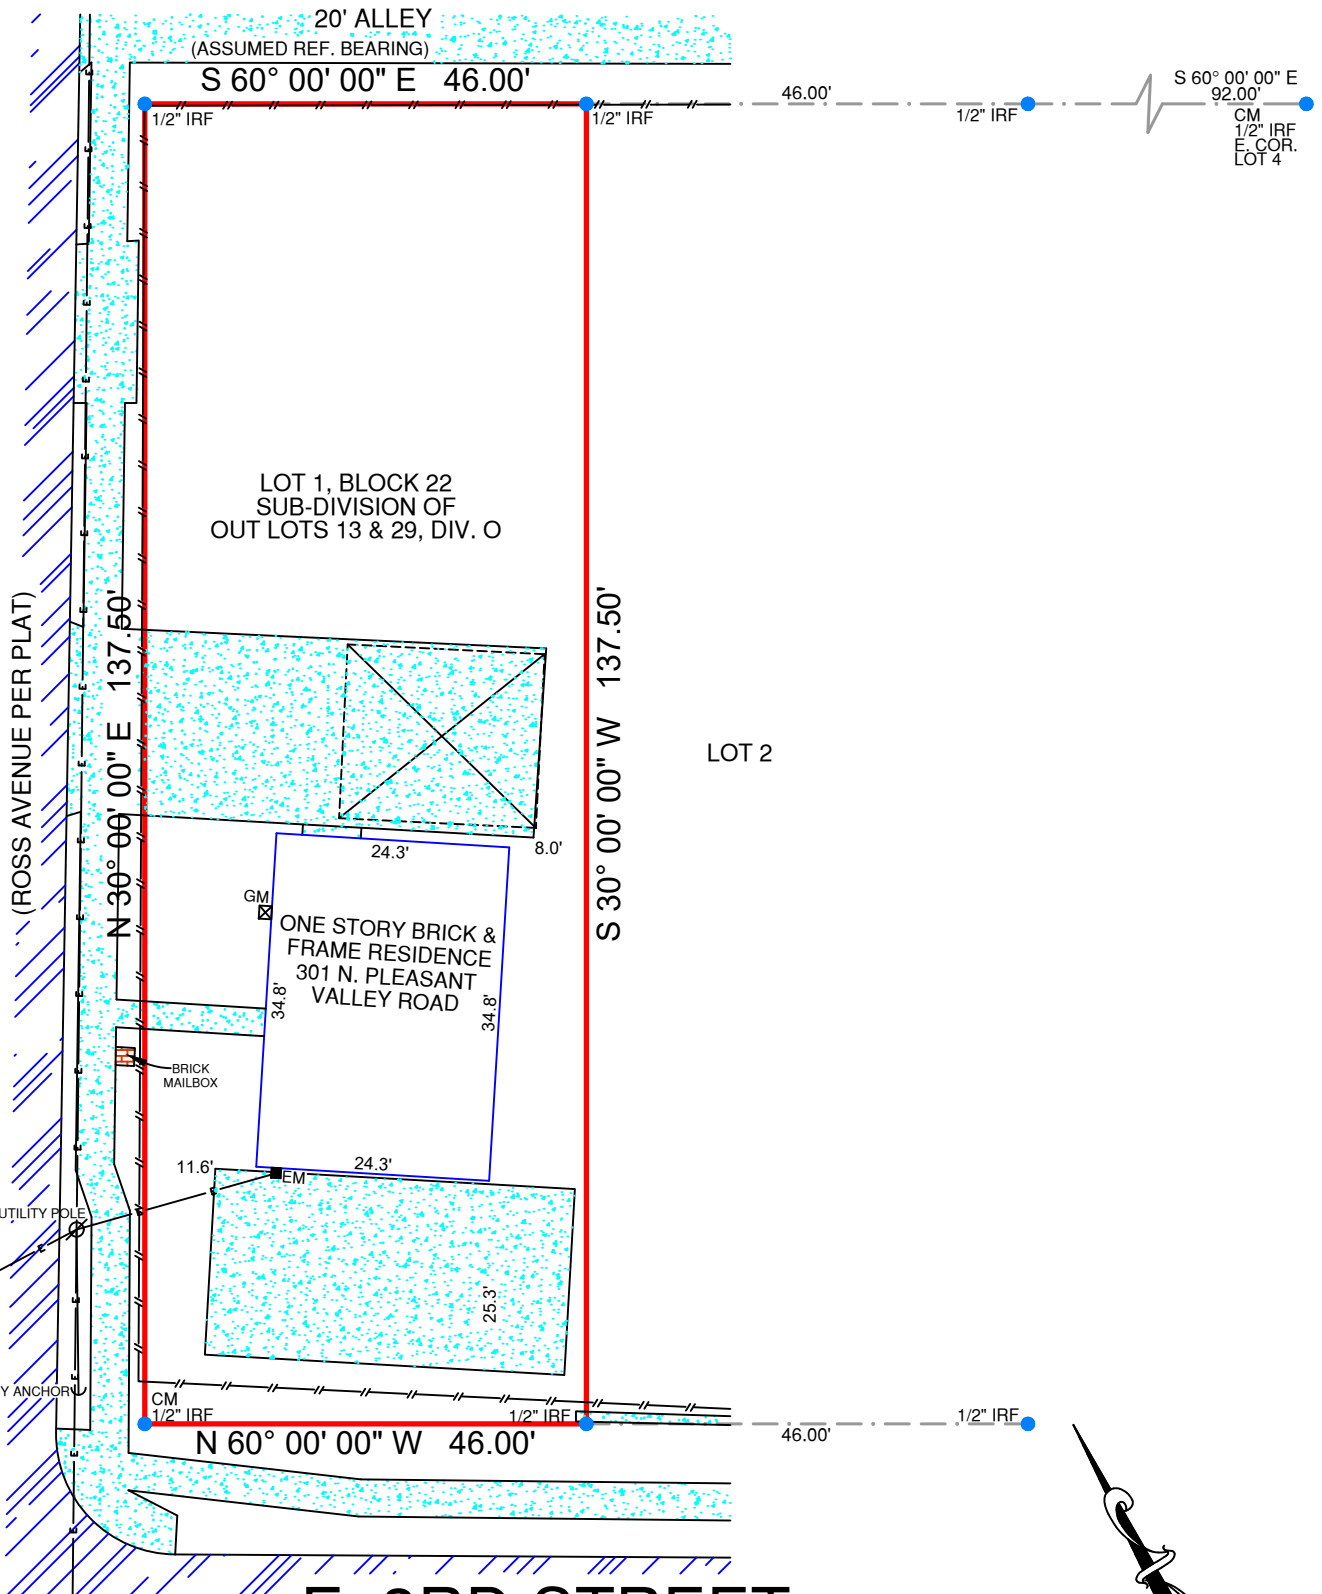 20' ALLEY
(ASSUMED REF. BEARING)
S 60° 00' 00" E 46.00'
1/2" IRF
1/2" IRF
46.00'
1/2" IRF
S 60° 00' 00" E
92.00'
CM
1/2" IRF
E. COR.
LOT 4
LOT 1, BLOCK 22
SUB-DIVISION OF
OUT LOTS 13 & 29, DIV. O
(ROSS AVENUE PER PLAT)
N 30° 00' 00" E 137.50'
S 30° 00' 00" W 137.50'
LOT 2
24.3'
8.0'
GM
ONE STORY BRICK &
FRAME RESIDENCE
301 N. PLEASANT
VALLEY ROAD
34.8'
34.8'
BRICK
MAILBOX
11.6'
24.3'
EM
UTILITY POLE
25.3'
Y ANCHOR
CM
1/2" IRF
1/2" IRF
N 60° 00' 00" W 46.00'
46.00'
1/2" IRF
E. 3RD STREET